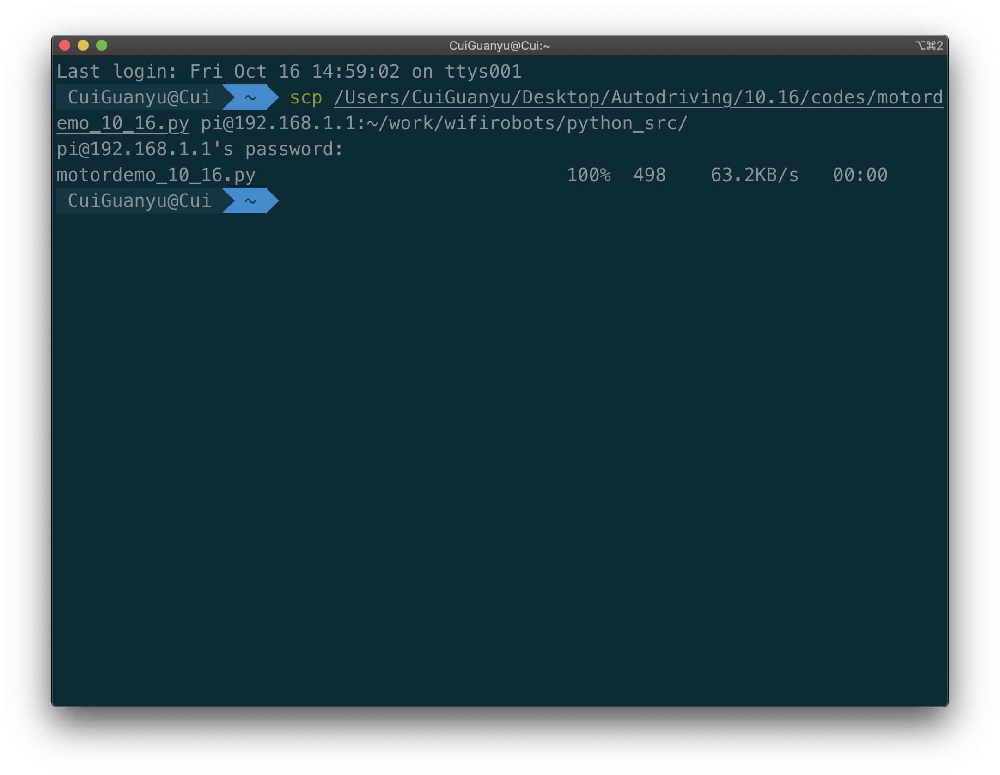 CuiGuanyu@Cui:~
⌥⌘2
Last login: Fri Oct 16 14:59:02 on ttys001
CuiGuanyu@Cui ~ scp /Users/CuiGuanyu/Desktop/Autodriving/10.16/codes/motord
emo_10_16.py pi@192.168.1.1:~/work/wifirobots/python_src/
pi@192.168.1.1's password:
motordemo_10_16.py 100% 498 63.2KB/s 00:00
CuiGuanyu@Cui ~